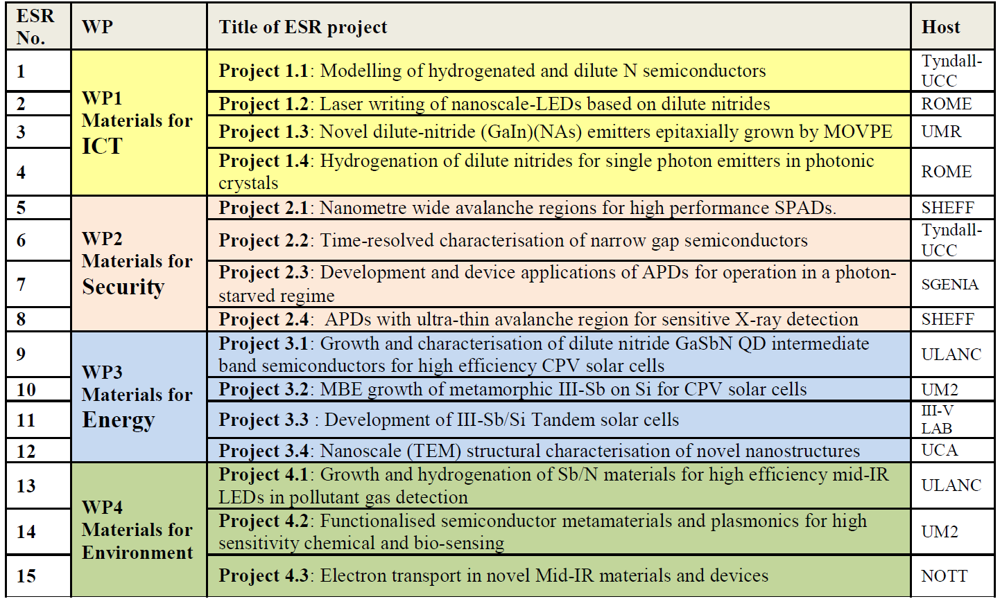 ESR No.	WP	Title of ESR project	Host
1	WP1 Materials for ICT	Project 1.1: Modelling of hydrogenated and dilute N semiconductors	Tyndall-UCC
2	Project 1.2: Laser writing of nanoscale-LEDs based on dilute nitrides	ROME
3	Project 1.3: Novel dilute-nitride (GaIn)(NAs) emitters epitaxially grown by MOVPE	UMR
4	Project 1.4: Hydrogenation of dilute nitrides for single photon emitters in photonic crystals	ROME
5	WP2 Materials for Security	Project 2.1: Nanometre wide avalanche regions for high performance SPADs.	SHEFF
6	Project 2.2: Time-resolved characterisation of narrow gap semiconductors	Tyndall-UCC
7	Project 2.3: Development and device applications of APDs for operation in a photon-starved regime	SGENIA
8	Project 2.4: APDs with ultra-thin avalanche region for sensitive X-ray detection	SHEFF
9	WP3 Materials for Energy	Project 3.1: Growth and characterisation of dilute nitride GaSbN QD intermediate band semiconductors for high efficiency CPV solar cells	ULANC
10	Project 3.2: MBE growth of metamorphic III-Sb on Si for CPV solar cells	UM2
11	Project 3.3 : Development of III-Sb/Si Tandem solar cells	III-V LAB
12	Project 3.4: Nanoscale (TEM) structural characterisation of novel nanostructures	UCA
13	WP4 Materials for Environment	Project 4.1: Growth and hydrogenation of Sb/N materials for high efficiency mid-IR LEDs in pollutant gas detection	ULANC
14	Project 4.2: Functionalised semiconductor metamaterials and plasmonics for high sensitivity chemical and bio-sensing	UM2
15	Project 4.3: Electron transport in novel Mid-IR materials and devices	NOTT